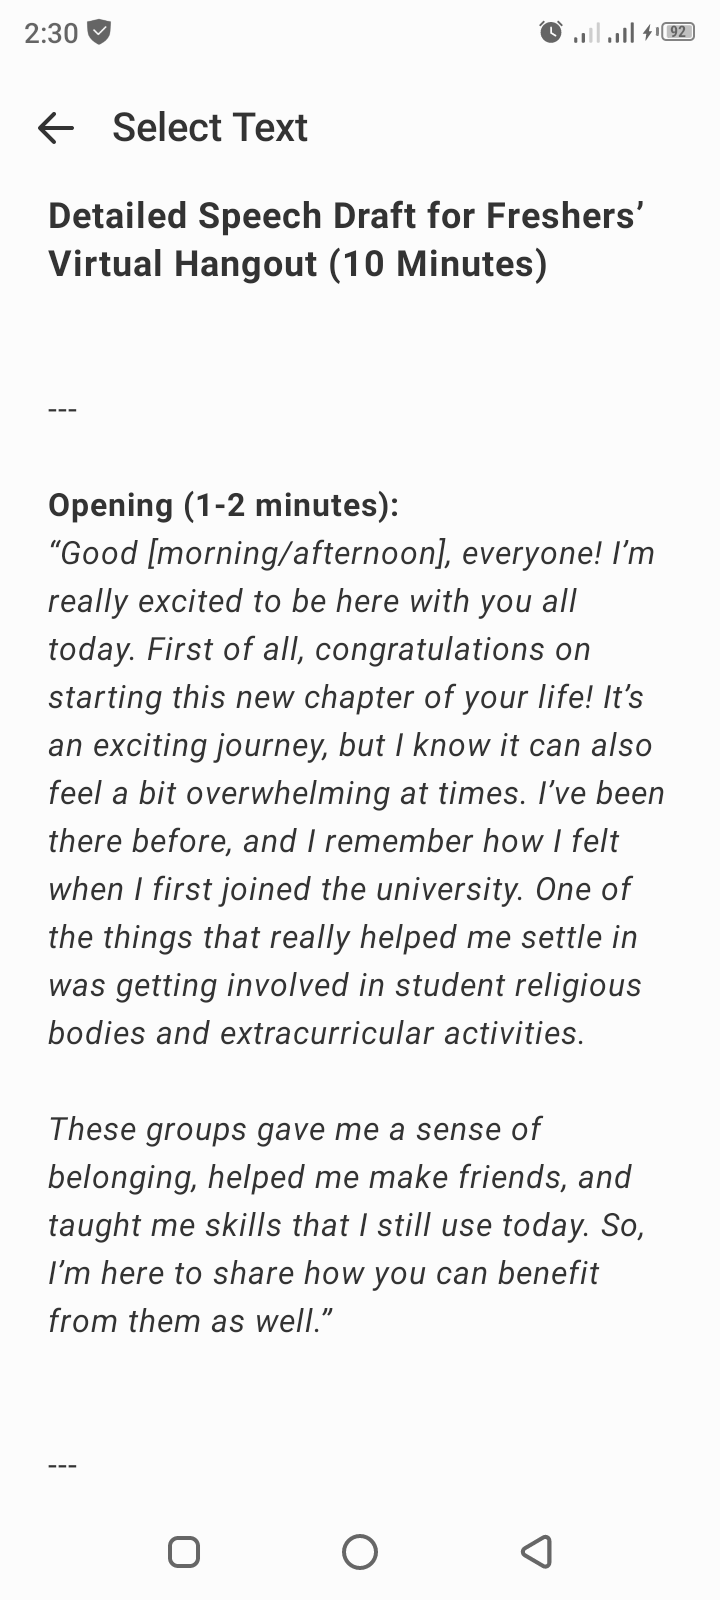 2:30
92
Select Text
Detailed Speech Draft for Freshers’
Virtual Hangout (10 Minutes)
---
Opening (1-2 minutes):
“Good [morning/afternoon], everyone! I’m
really excited to be here with you all
today. First of all, congratulations on
starting this new chapter of your life! It’s
an exciting journey, but I know it can also
feel a bit overwhelming at times. I’ve been
there before, and I remember how I felt
when I first joined the university. One of
the things that really helped me settle in
was getting involved in student religious
bodies and extracurricular activities.
These groups gave me a sense of
belonging, helped me make friends, and
taught me skills that I still use today. So,
I’m here to share how you can benefit
from them as well.”
---